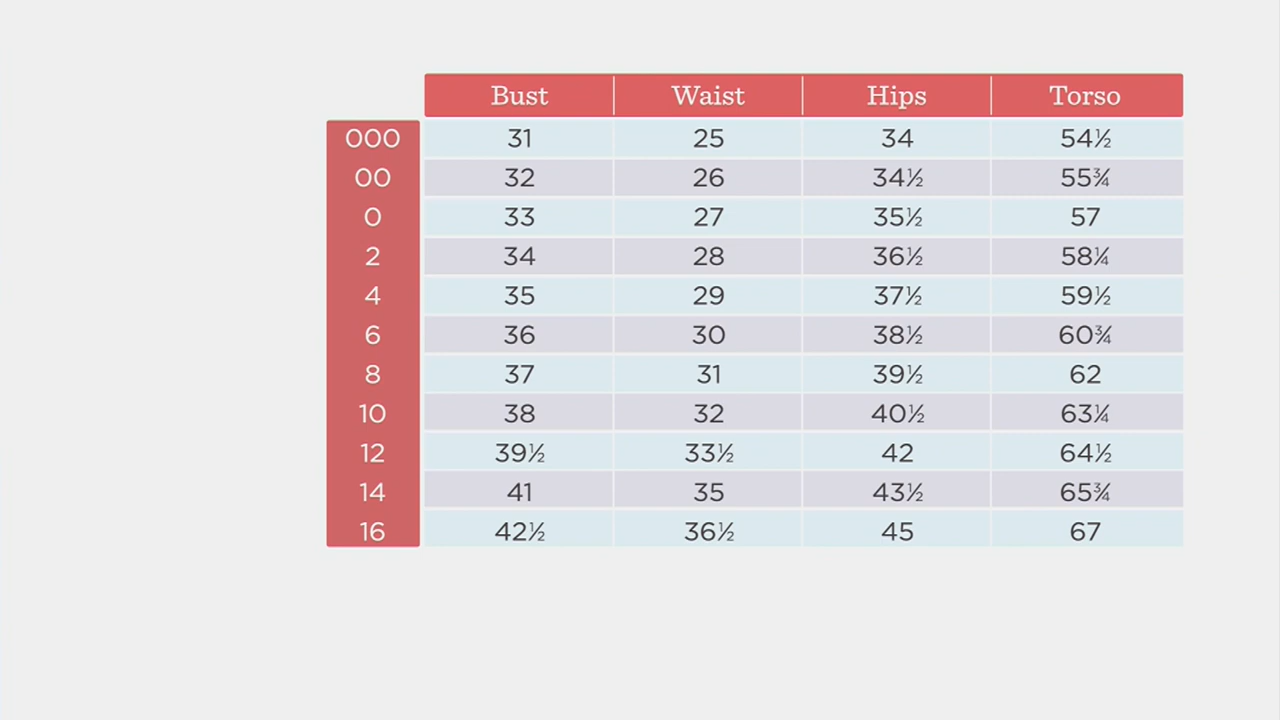 Bust Waist Hips Torso
000 31 25 34 54½
00 32 26 34½ 55¾
0 33 27 35½ 57
2 34 28 36½ 58¼
4 35 29 37½ 59½
6 36 30 38½ 60¾
8 37 31 39½ 62
10 38 32 40½ 63¼
12 39½ 33½ 42 64½
14 41 35 43½ 65¾
16 42½ 36½ 45 67